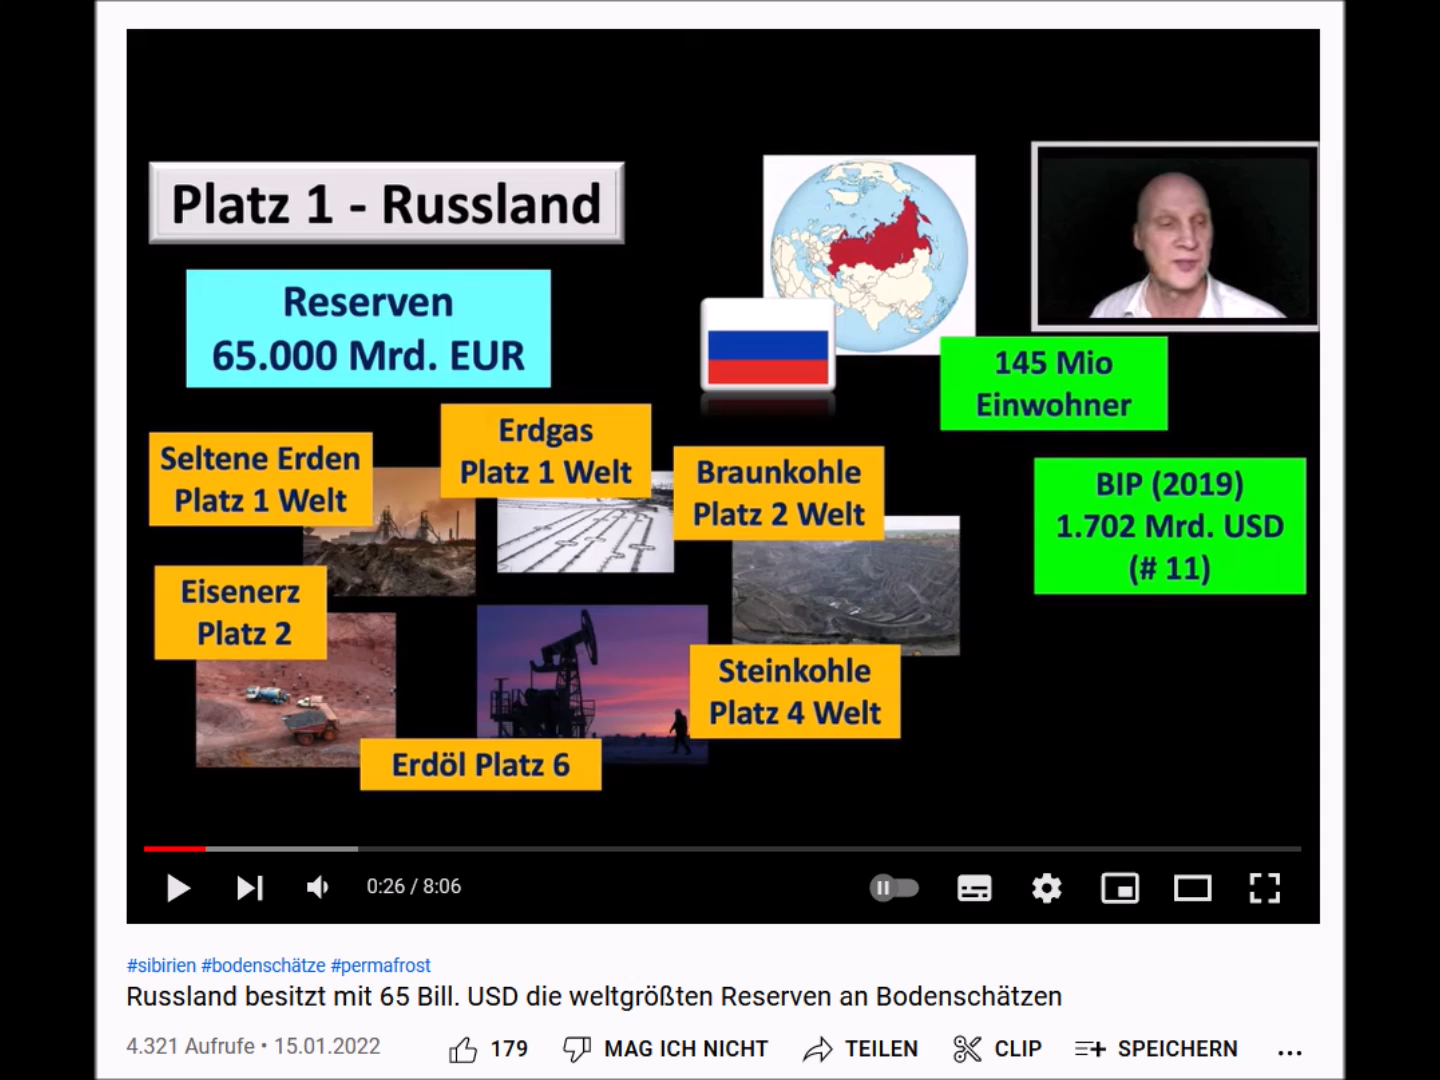 Platz 1 - Russland
Reserven
65.000 Mrd. EUR
145 Mio
Einwohner
Erdgas
Platz 1 Welt
Seltene Erden
Platz 1 Welt
Braunkohle
Platz 2 Welt
BIP (2019)
1.702 Mrd. USD
(# 11)
Eisenerz
Platz 2
Steinkohle
Platz 4 Welt
Erdöl Platz 6
0:26 / 8:06
#sibirien #bodenschätze #permafrost
Russland besitzt mit 65 Bill. USD die weltgrößten Reserven an Bodenschätzen
4.321 Aufrufe • 15.01.2022 179 MAG ICH NICHT TEILEN CLIP SPEICHERN ...